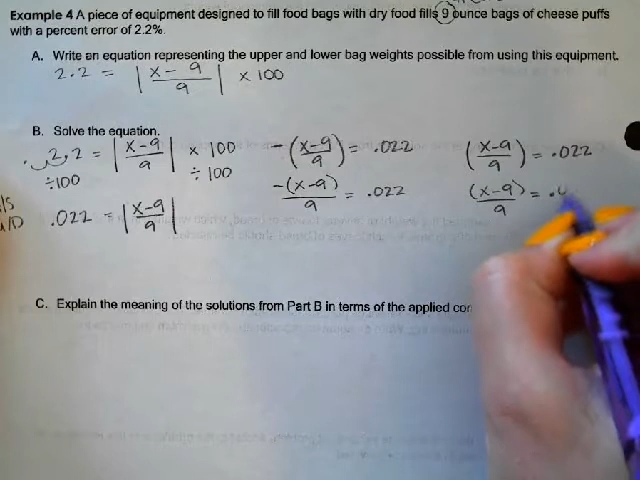 Example 4 A piece of equipment designed to fill food bags with dry food fills 9 ounce bags of cheese puffs
with a percent error of 2.2%.
A. Write an equation representing the upper and lower bag weights possible from using this equipment.
2.2 = |x-9/9| x 100
B. Solve the equation.
2.2 = |x-9/9| x 100 -(x-9/9) = .022 (x-9/9) = .022
÷100 ÷100 -(x-9)/9 = .022 (x-9)/9 =
.022 = |x-9/9|
C. Explain the meaning of the solutions from Part B in terms of the applied